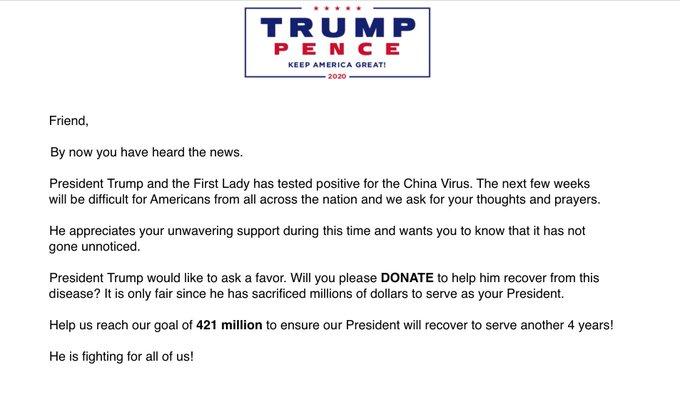 TRUMP
PENCE
KEEP AMERICA GREAT!
2020
Friend,
By now you have heard the news.
President Trump and the First Lady has tested positive for the China Virus. The next few weeks
will be difficult for Americans from all across the nation and we ask for your thoughts and prayers.
He appreciates your unwavering support during this time and wants you to know that it has not
gone unnoticed.
President Trump would like to ask a favor. Will you please DONATE to help him recover from this
disease? It is only fair since he has sacrificed millions of dollars to serve as your President.
Help us reach our goal of 421 million to ensure our President will recover to serve another 4 years!
He is fighting for all of us!